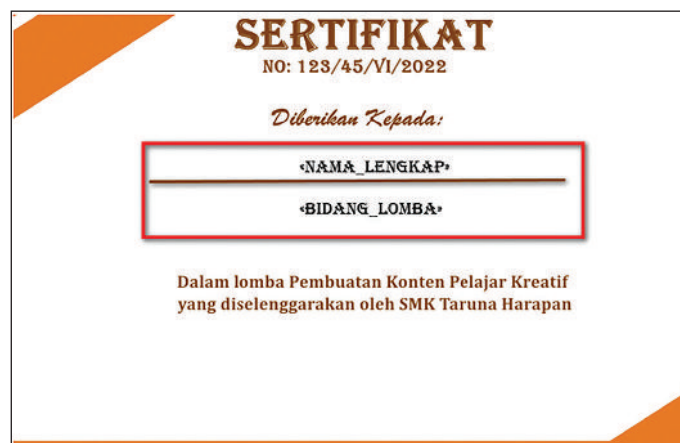 SERTIFIKAT
NO: 123/45/VI/2022
Diberikan Kepada:
«NAMA_LENGKAP»
«BIDANG_LOMBA»
Dalam lomba Pembuatan Konten Pelajar Kreatif
yang diselenggarakan oleh SMK Taruna Harapan